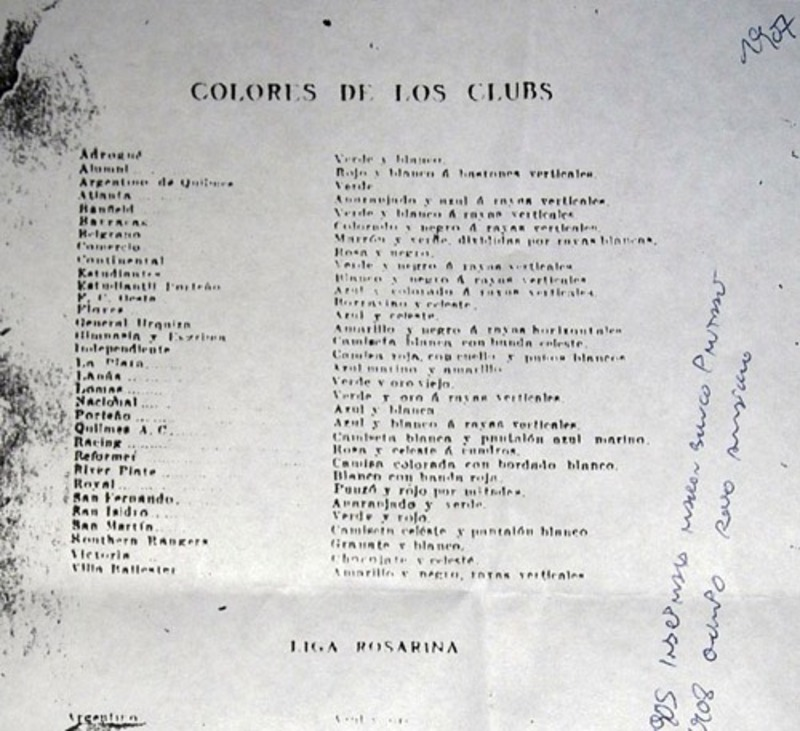 1907
COLORES DE LOS CLUBS
Adrogué Verde y blanco.
Alumni Rojo y blanco á bastones verticales.
Argentino de Quilmes Verde
Atlanta Anaranjado y azul á rayas verticales.
Banfield Verde y blanco á rayas verticales.
Barracas Colorado y negro á rayas verticales.
Belgrano Marrón y verde, divididas por rayas blancas.
Comercio Rosa y negro.
Continental Verde y negro á rayas verticales
Estudiantes Blanco y negro á rayas verticales
Estudiantil Porteño Azul y colorado á rayas verticales.
F. C. Oeste Borravino y celeste.
Flores Azul y celeste.
General Urquiza Amarillo y negro á rayas horizontales
Gimnasia y Esgrima Camiseta blanca con banda celeste.
Independiente Camisa roja, con cuello y puños blancos
La Plata Azul marino y amarillo
Lanús Verde y oro viejo.
Lomas Verde y oro á rayas verticales.
Nacional Azul y blanca
Porteño Azul y blanco á rayas verticales.
Quilmes A. C. Camiseta blanca y pantalón azul marino.
Racing Rosa y celeste á cuadros.
Reformer Camisa colorada con bordado blanco.
River Plate Blanco con banda roja.
Royal Punzó y rojo por mitades.
San Fernando. Anaranjado y verde.
San Isidro Verde y rojo.
San Martín Camiseta celeste y pantalón blanco
Southern Rangers Granate y blanco.
Victoria Chocolate y celeste.
Villa Ballester Amarillo y negro, rayas verticales
LIGA ROSARINA
Argentino